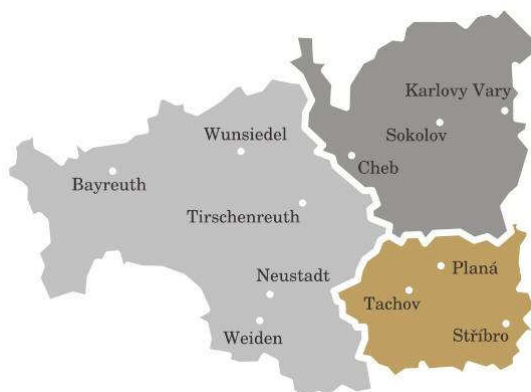 Karlovy Vary
Sokolov
Wunsiedel
Cheb
Bayreuth
Tirschenreuth
Planá
Neustadt
Tachov
Weiden
Stříbro